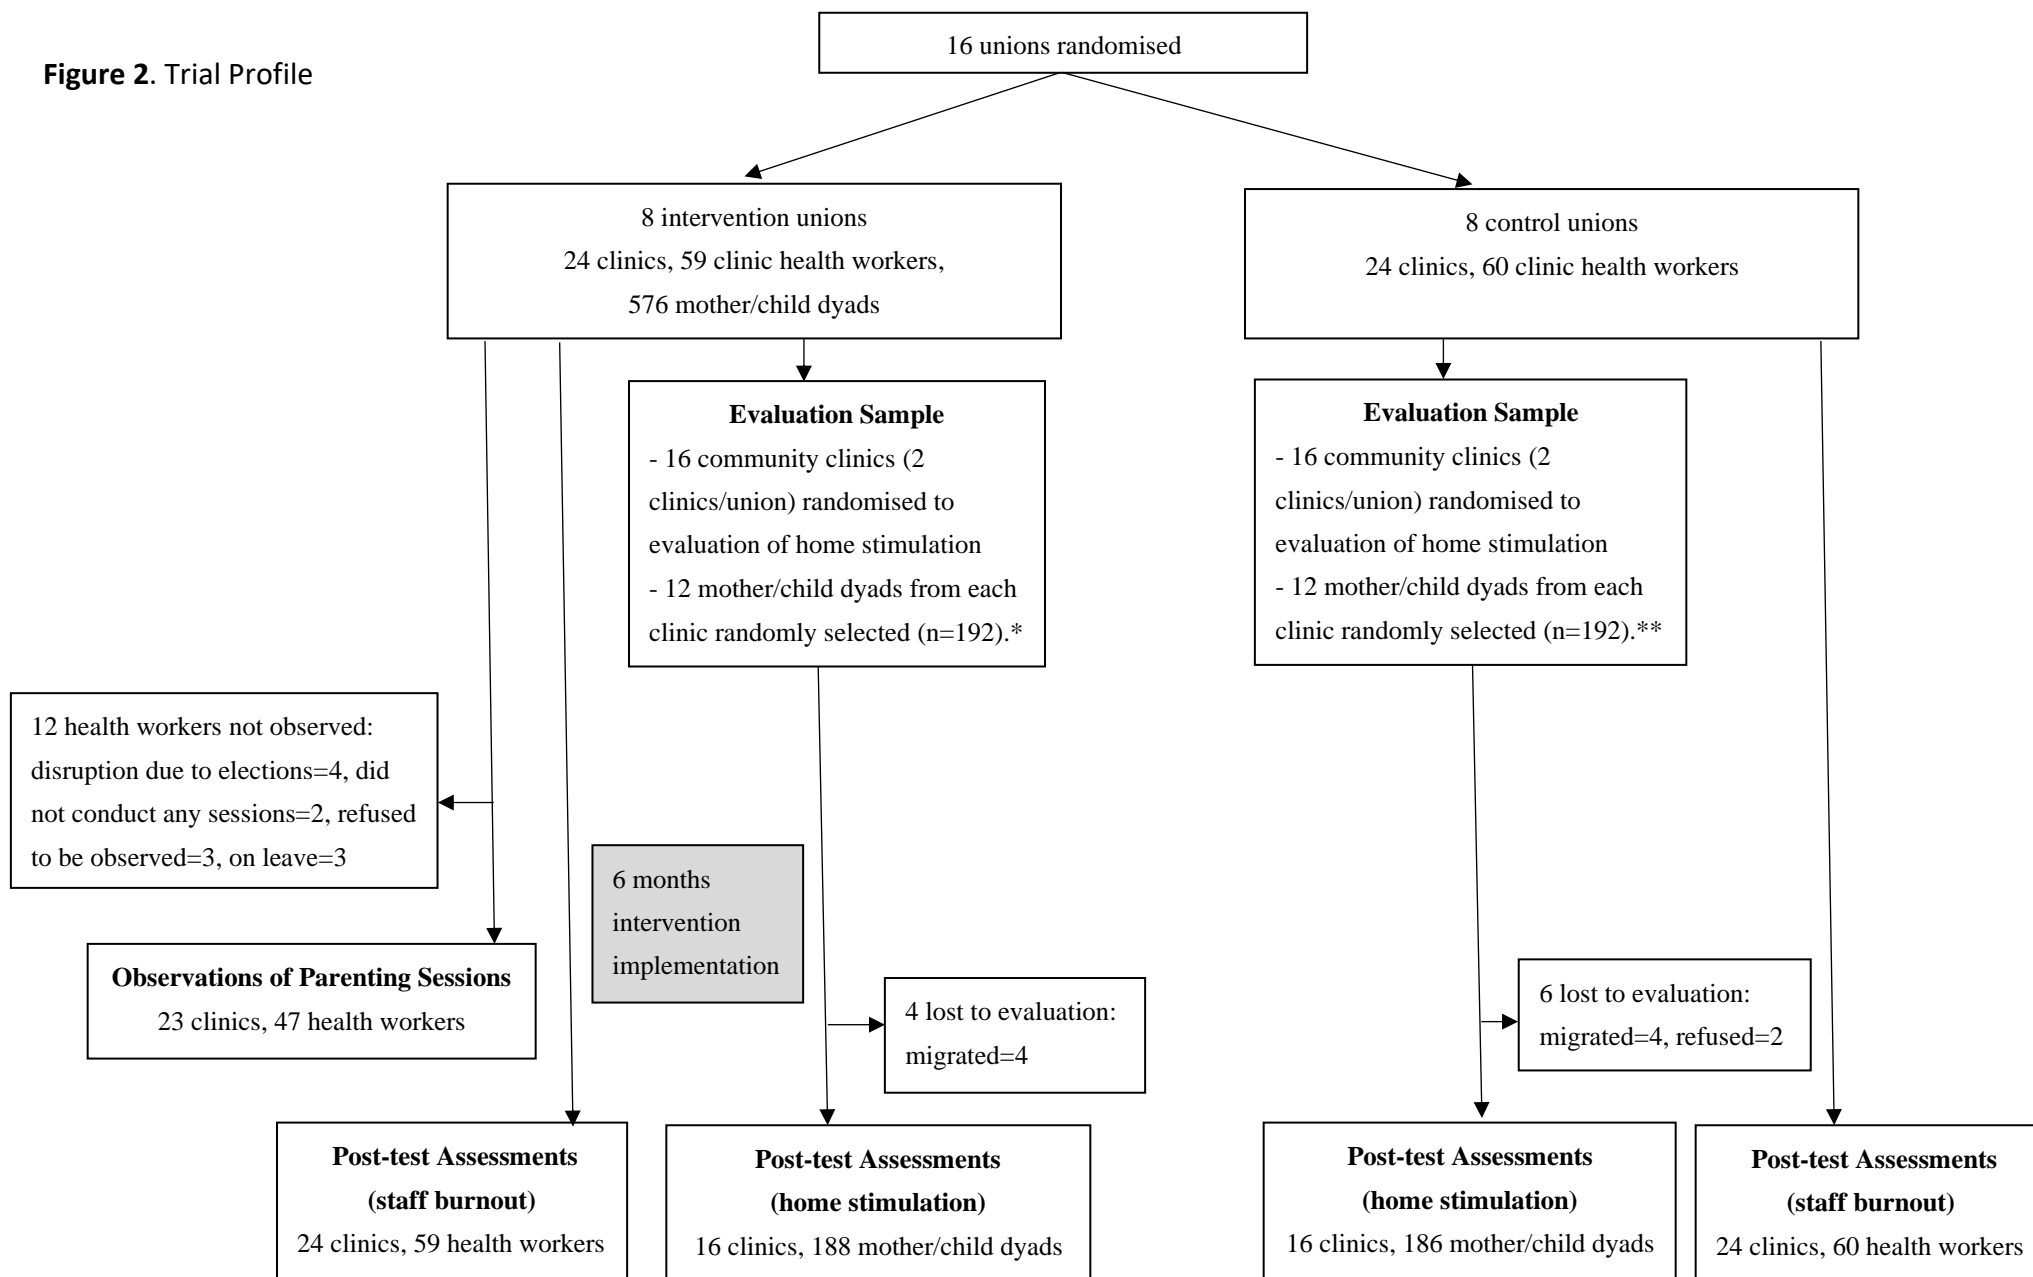 16 unions randomised
Figure 2. Trial Profile
8 intervention unions
24 clinics, 59 clinic health workers,
576 mother/child dyads
8 control unions
24 clinics, 60 clinic health workers
Evaluation Sample
- 16 community clinics (2
clinics/union) randomised to
evaluation of home stimulation
- 12 mother/child dyads from each
clinic randomly selected (n=192).*
Evaluation Sample
- 16 community clinics (2
clinics/union) randomised to
evaluation of home stimulation
- 12 mother/child dyads from each
clinic randomly selected (n=192).**
12 health workers not observed:
disruption due to elections=4, did
not conduct any sessions=2, refused
to be observed=3, on leave=3
6 months
intervention
implementation
Observations of Parenting Sessions
23 clinics, 47 health workers
4 lost to evaluation:
migrated=4
6 lost to evaluation:
migrated=4, refused=2
Post-test Assessments
(staff burnout)
24 clinics, 59 health workers
Post-test Assessments
(home stimulation)
16 clinics, 188 mother/child dyads
Post-test Assessments
(home stimulation)
16 clinics, 186 mother/child dyads
Post-test Assessments
(staff burnout)
24 clinics, 60 health workers